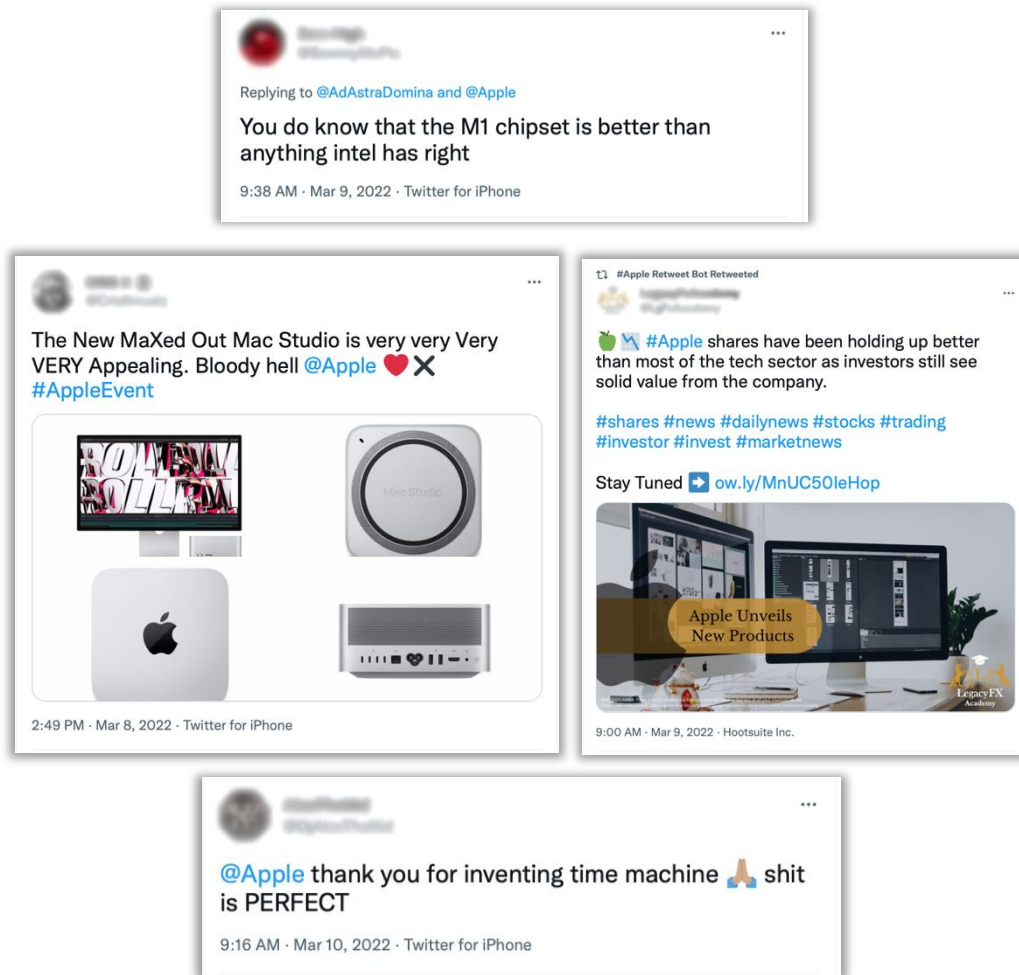 Replying to @AdAstraDomina and @Apple
You do know that the M1 chipset is better than
anything intel has right
9:38 AM · Mar 9, 2022 · Twitter for iPhone
The New MaXed Out Mac Studio is very very Very
VERY Appealing. Bloody hell @Apple ❤️✖️
#AppleEvent
Mac Studio
2:49 PM · Mar 8, 2022 · Twitter for iPhone
#Apple Retweet Bot Retweeted
🍏 📉 #Apple shares have been holding up better
than most of the tech sector as investors still see
solid value from the company.
#shares #news #dailynews #stocks #trading
#investor #invest #marketnews
Stay Tuned ➡️ ow.ly/MnUC50IeHop
Apple Unveils
New Products
LegacyFX
Academy
9:00 AM · Mar 9, 2022 · Hootsuite Inc.
@Apple thank you for inventing time machine 🙏🏼 shit
is PERFECT
9:16 AM · Mar 10, 2022 · Twitter for iPhone